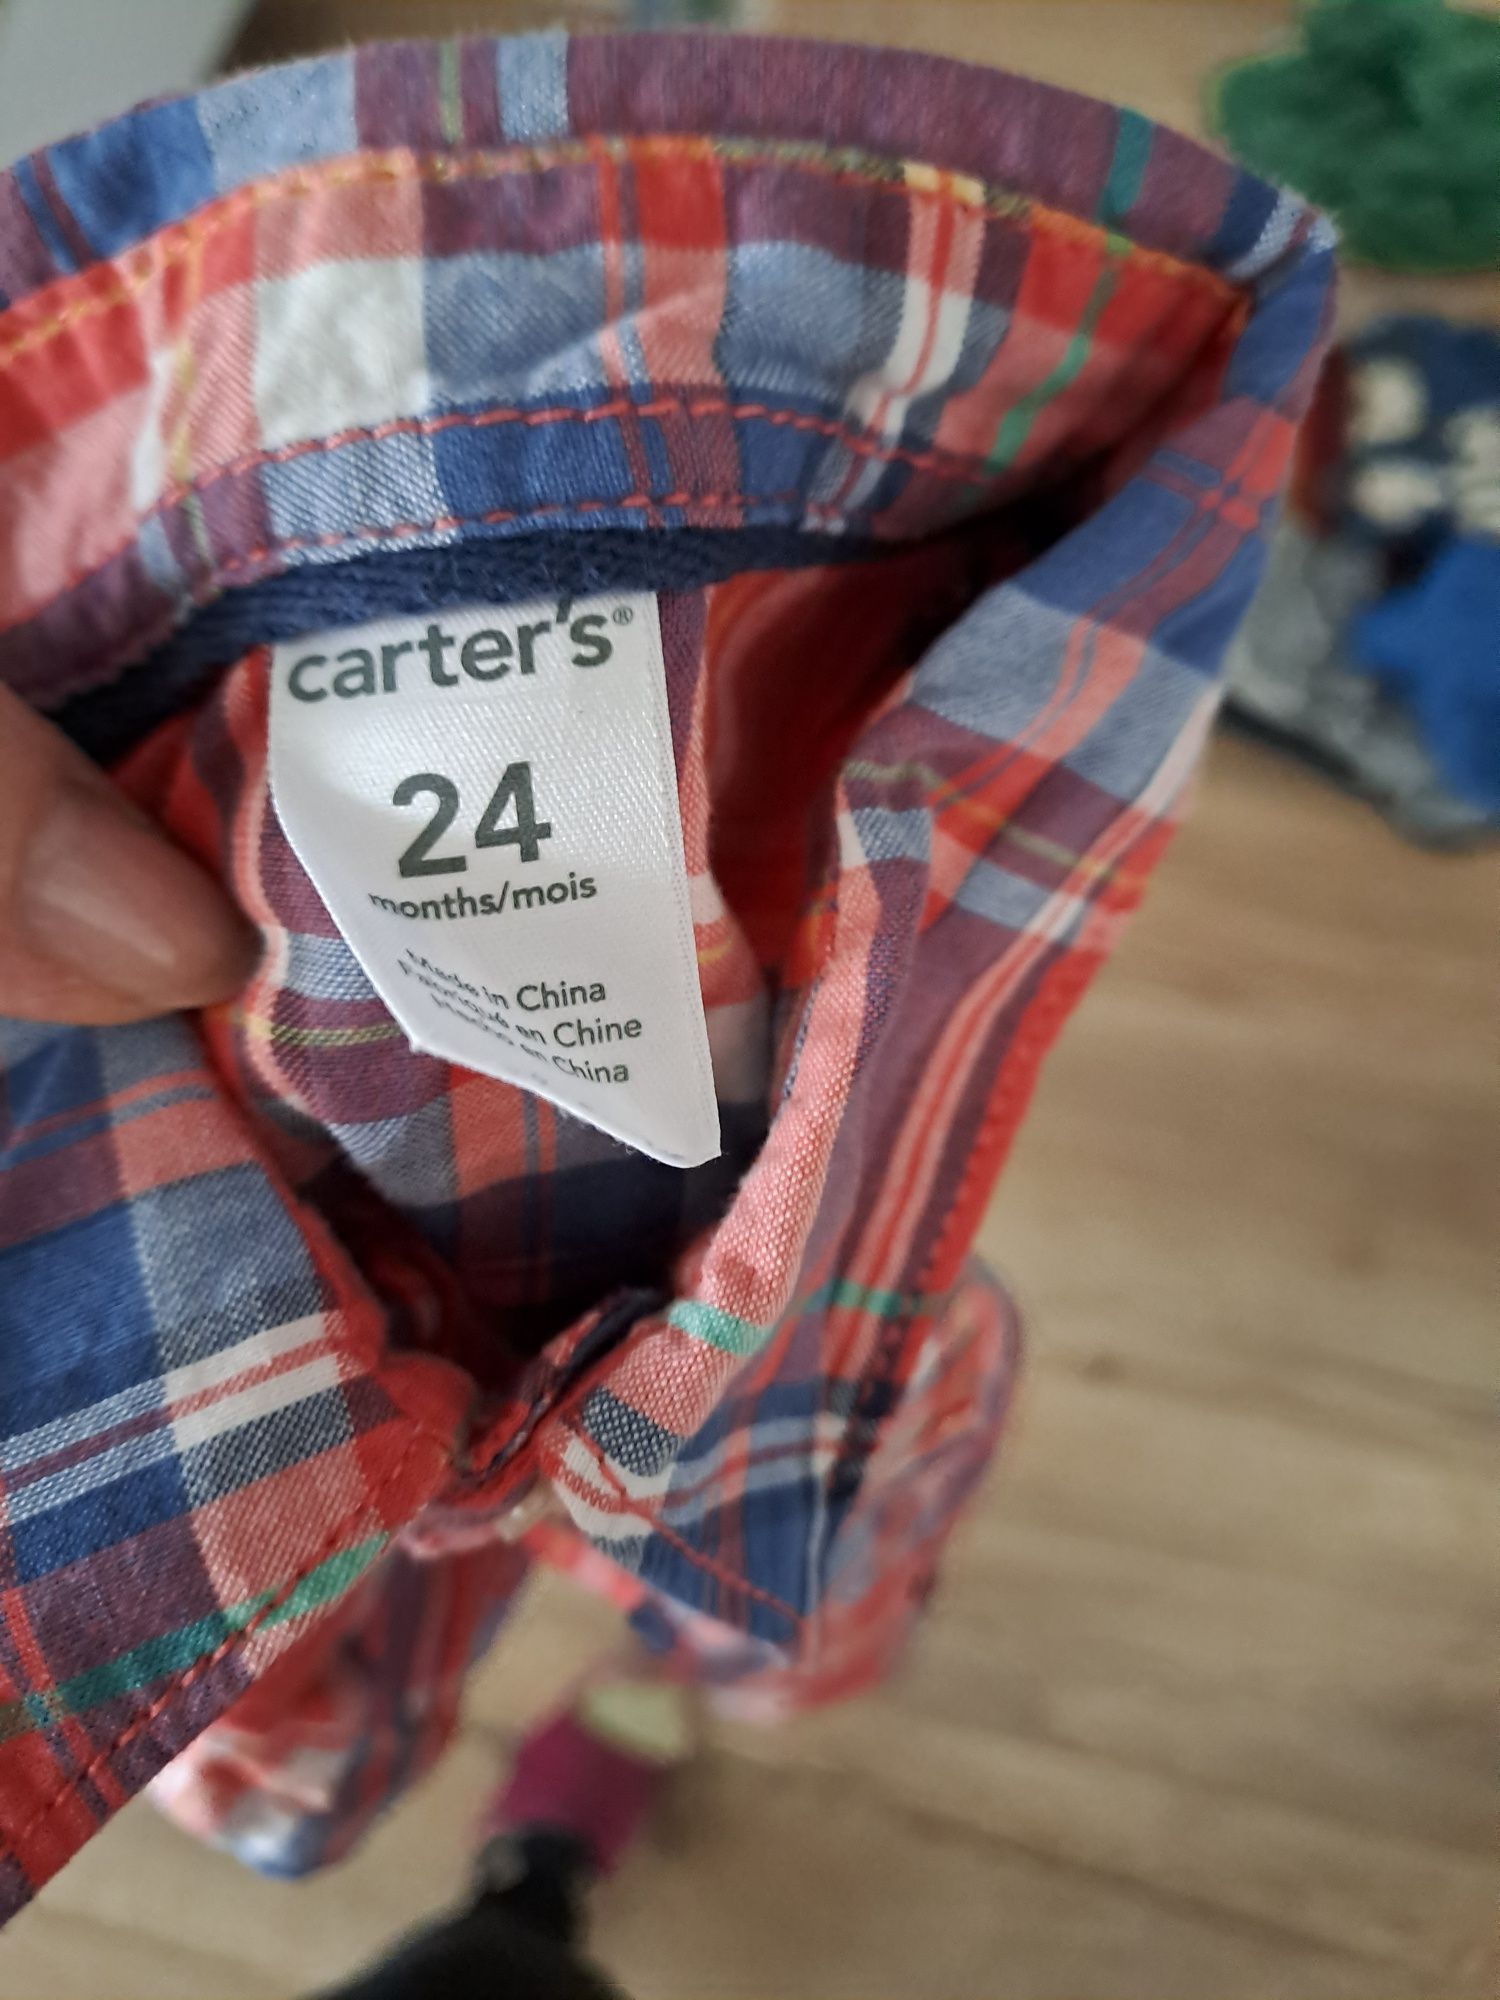 carter's®
24
months/mois
Made in China
Fabriqué en Chine
Hecho en China